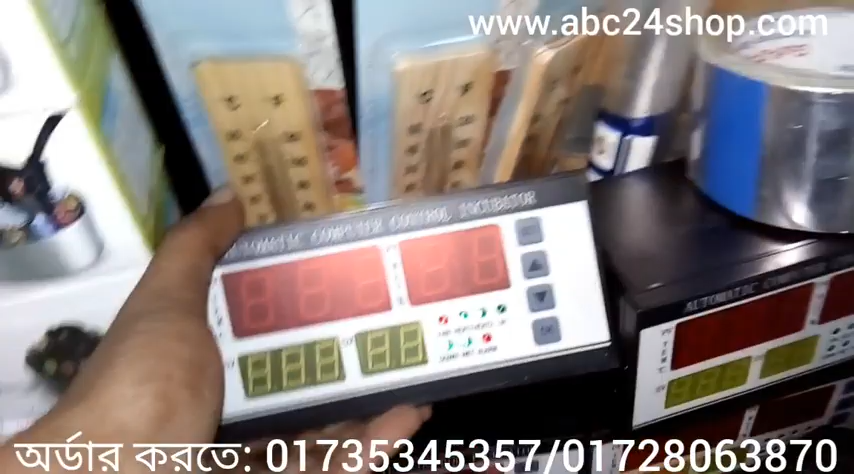 www.abc24shop.com
AUTOMATIC COMPUTER CONTROL INCUBATOR
AUTOMATIC COMPUTER
অর্ডার করতে: 01735345357/01728063870